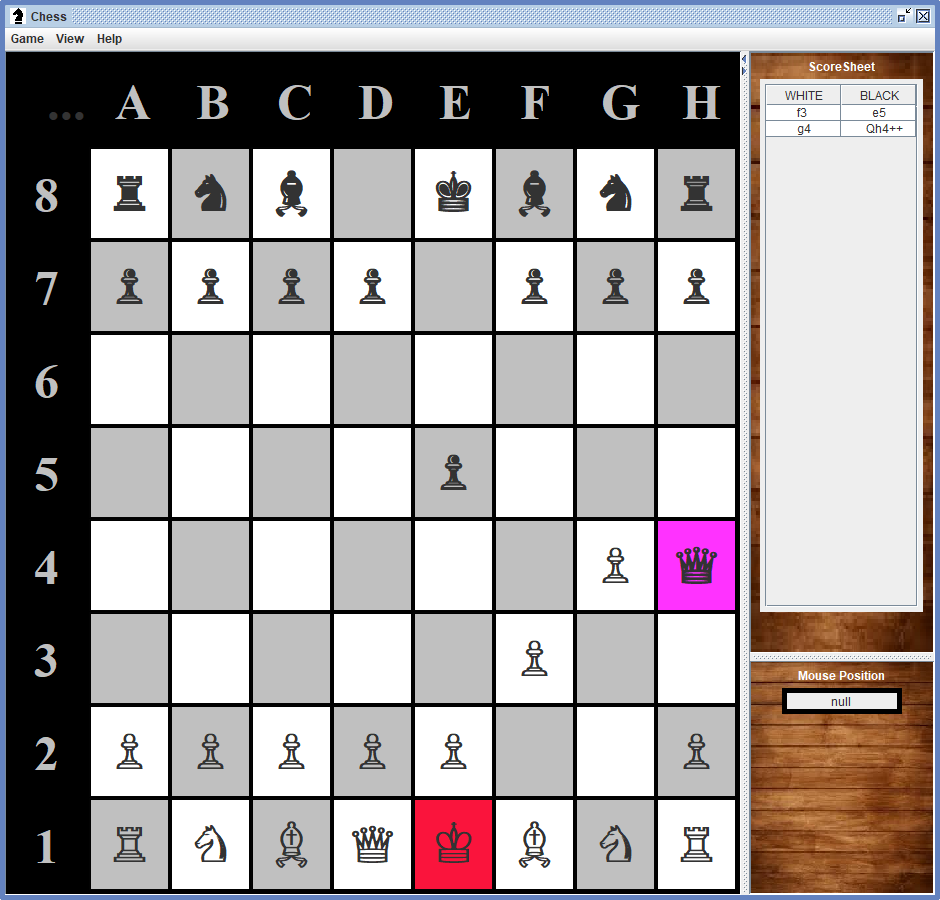 Chess
Game View Help
... A B C D E F G H
8
7
6
5
4
3
2
1
ScoreSheet
WHITE BLACK
f3 e5
g4 Qh4++
Mouse Position
null